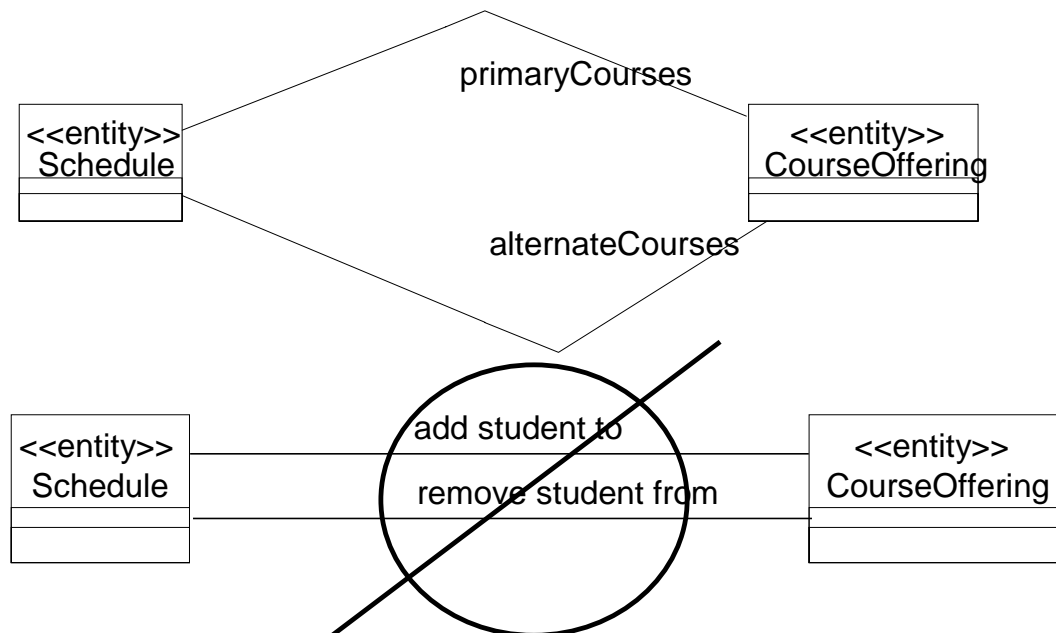 primaryCourses
<<entity>>
Schedule
<<entity>>
CourseOffering
alternateCourses
<<entity>>
Schedule
add student to
remove student from
<<entity>>
CourseOffering